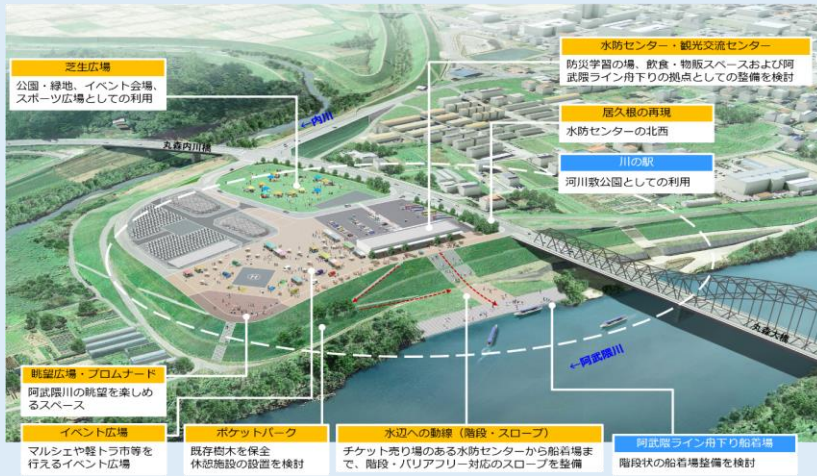 芝生広場
公園・緑地、イベント会場、
スポーツ広場としての利用
水防センター・観光交流センター
防災学習の場、飲食・物販スペースおよび阿
武隈ライン舟下りの拠点としての整備を検討
居久根の再現
水防センターの北西
川の駅
河川敷公園としての利用
←内川
丸森内川橋
H
丸森大橋
←阿武隈川
眺望広場・プロムナード
阿武隈川の眺望を楽しめ
るスペース
イベント広場
マルシェや軽トラ市等を
行えるイベント広場
ポケットパーク
既存樹木を保全
休憩施設の設置を検討
水辺への動線（階段・スロープ）
チケット売り場のある水防センターから船着場ま
で、階段・バリアフリー対応のスロープを整備
阿武隈ライン舟下り船着場
階段状の船着場整備を検討